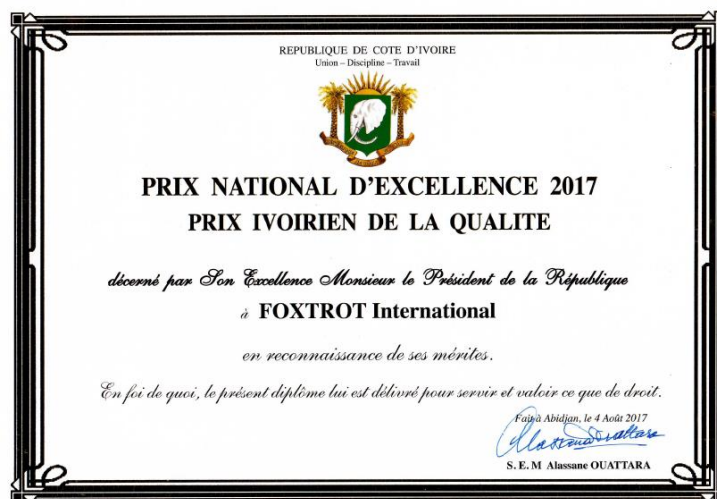 REPUBLIQUE DE COTE D'IVOIRE
Union – Discipline – Travail
PRIX NATIONAL D'EXCELLENCE 2017
PRIX IVOIRIEN DE LA QUALITE
décerné par Son Excellence Monsieur le Président de la République
à FOXTROT International
en reconnaissance de ses mérites.
En foi de quoi, le présent diplôme lui est délivré pour servir et valoir ce que de droit.
Fait à Abidjan, le 4 Août 2017
S. E. M Alassane OUATTARA